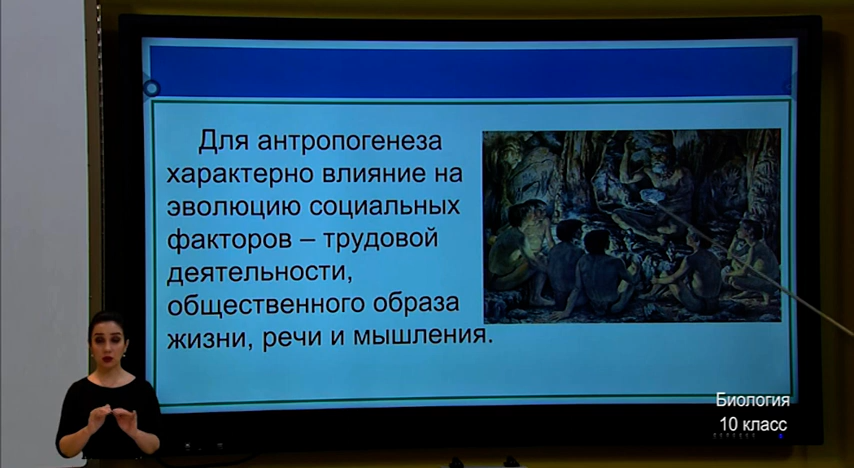 Для антропогенеза
характерно влияние на
эволюцию социальных
факторов – трудовой
деятельности,
общественного образа
жизни, речи и мышления.
Биология
10 класс